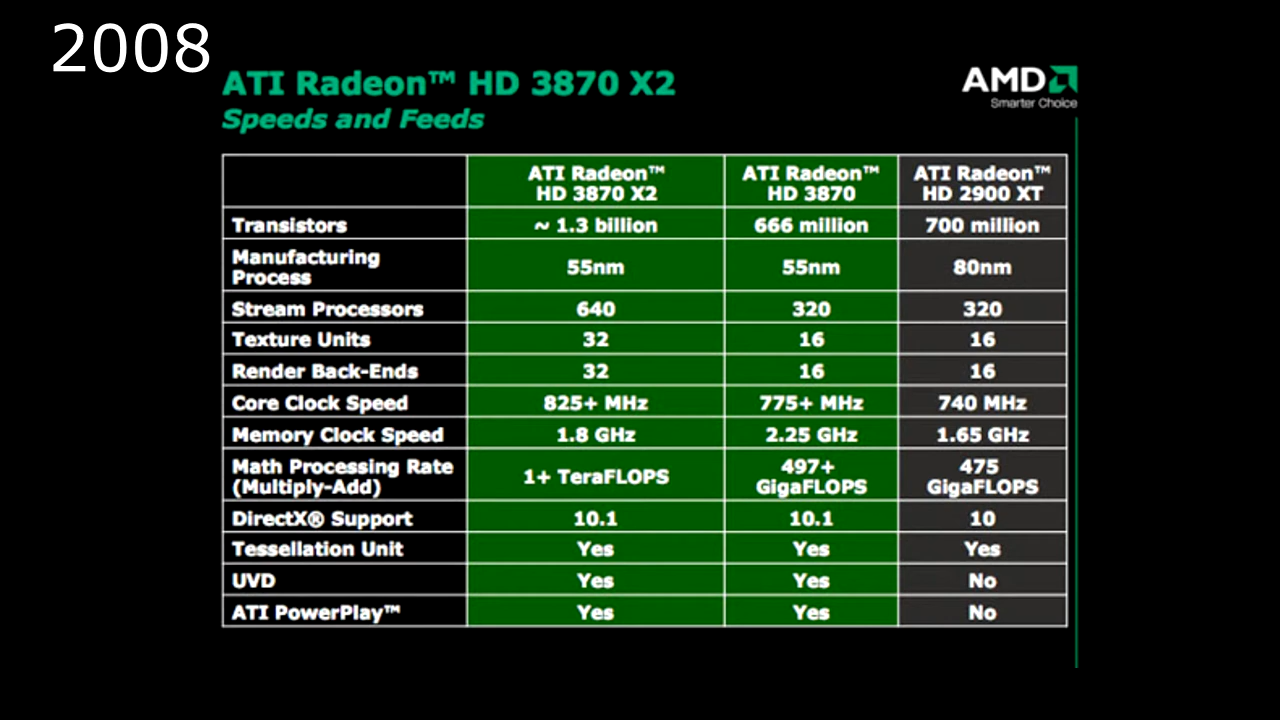 2008
ATI Radeon™ HD 3870 X2
Speeds and Feeds
AMD
Smarter Choice
ATI Radeon™ HD 3870 X2 ATI Radeon™ HD 3870 ATI Radeon™ HD 2900 XT
Transistors ~ 1.3 billion 666 million 700 million
Manufacturing Process 55nm 55nm 80nm
Stream Processors 640 320 320
Texture Units 32 16 16
Render Back-Ends 32 16 16
Core Clock Speed 825+ MHz 775+ MHz 740 MHz
Memory Clock Speed 1.8 GHz 2.25 GHz 1.65 GHz
Math Processing Rate (Multiply-Add) 1+ TeraFLOPS 497+ GigaFLOPS 475 GigaFLOPS
DirectX® Support 10.1 10.1 10
Tessellation Unit Yes Yes Yes
UVD Yes Yes No
ATI PowerPlay™ Yes Yes No